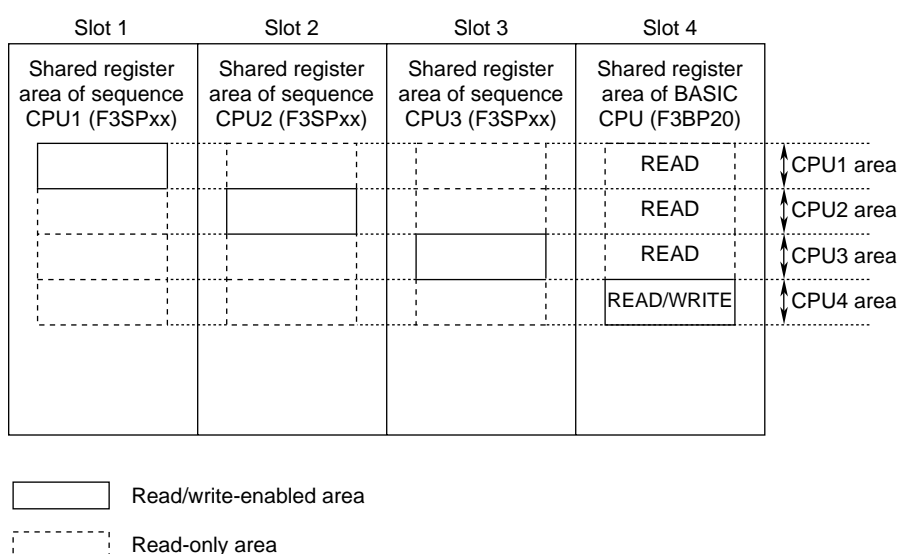 Slot 1
Slot 2
Slot 3
Slot 4
Shared register
area of sequence
CPU1 (F3SPxx)
Shared register
area of sequence
CPU2 (F3SPxx)
Shared register
area of sequence
CPU3 (F3SPxx)
Shared register
area of BASIC
CPU (F3BP20)
READ
CPU1 area
READ
CPU2 area
READ
CPU3 area
READ/WRITE
CPU4 area
Read/write-enabled area
Read-only area